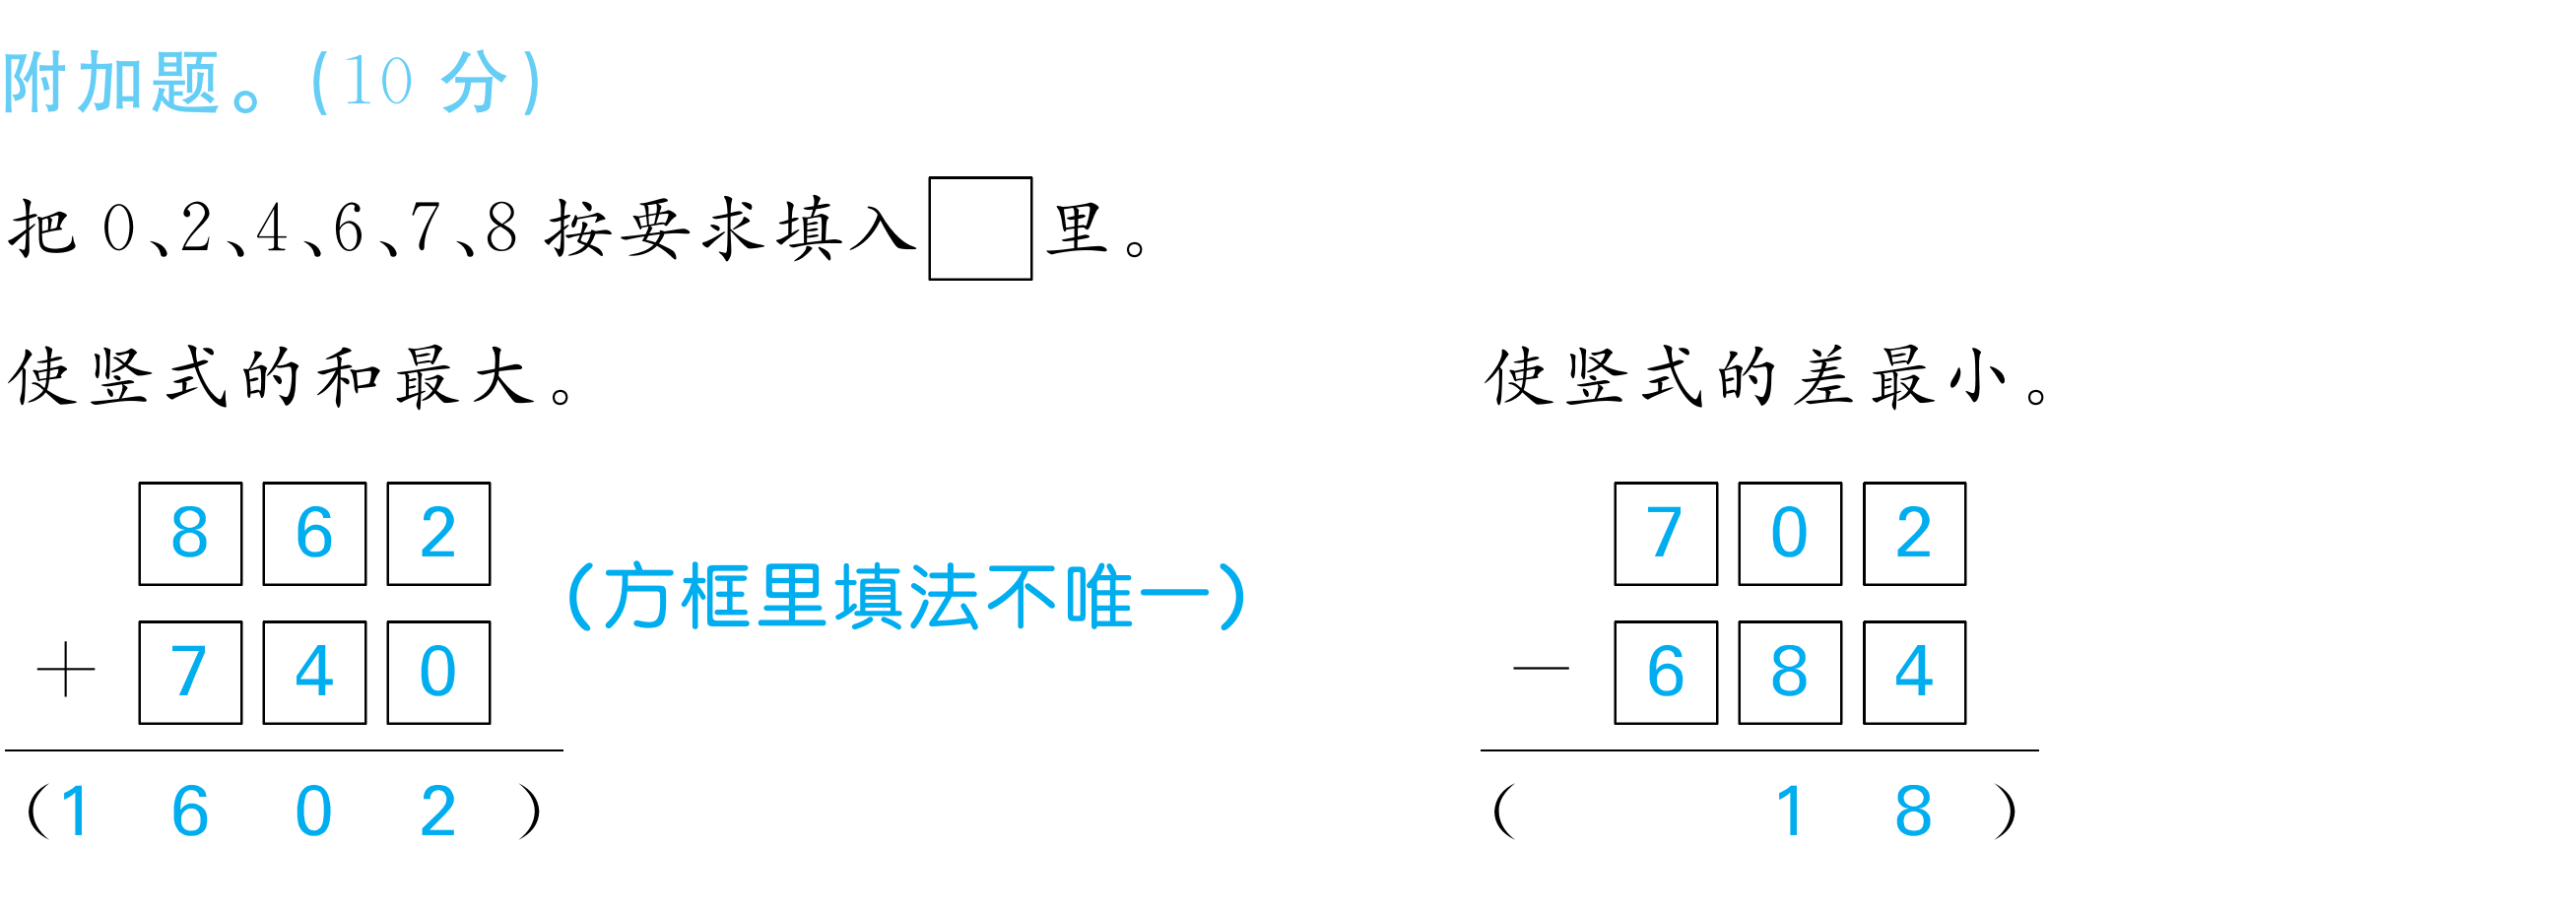 附加题。(10 分)
把 0、2、4、6、7、8 按要求填入□里。
使竖式的和最大。
使竖式的差最小。
8 6 2
+ 7 4 0
(1 6 0 2)
(方框里填法不唯一)
7 0 2
- 6 8 4
( 1 8 )